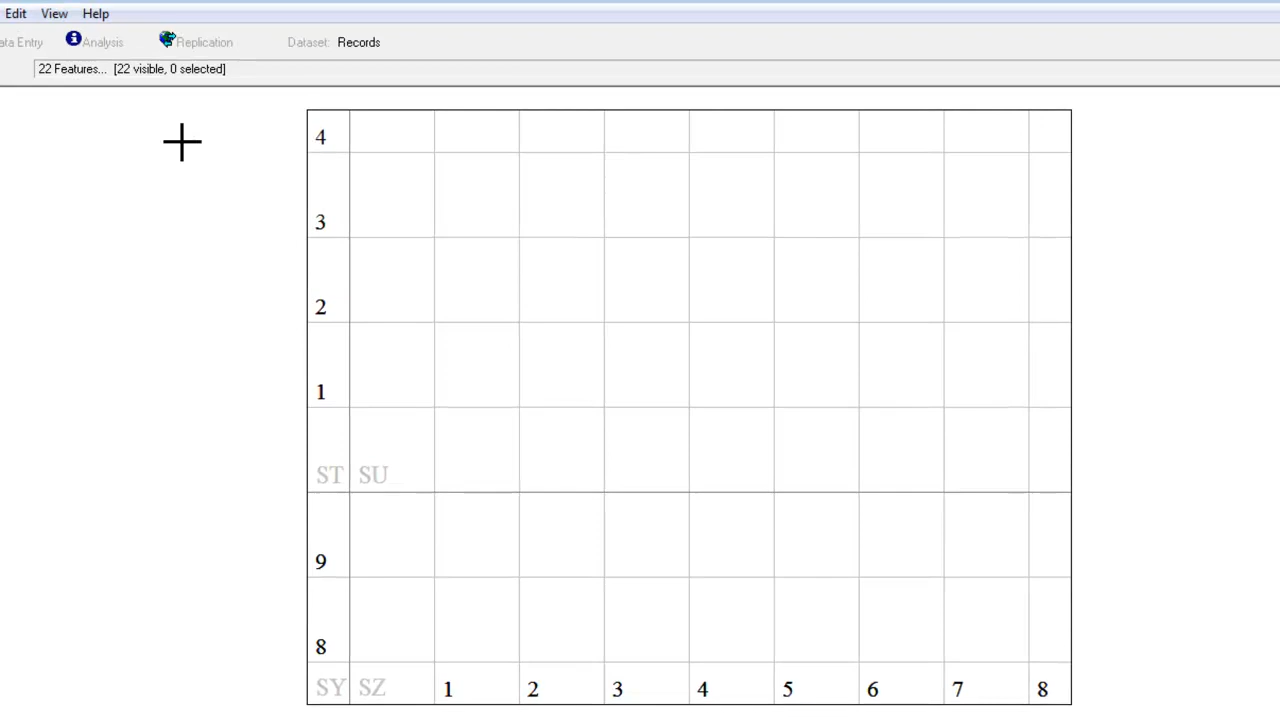 Edit View Help
ata Entry Analysis Replication Dataset: Records
22 Features... [22 visible, 0 selected]
4
3
2
1
ST SU
9
8
SY SZ 1 2 3 4 5 6 7 8